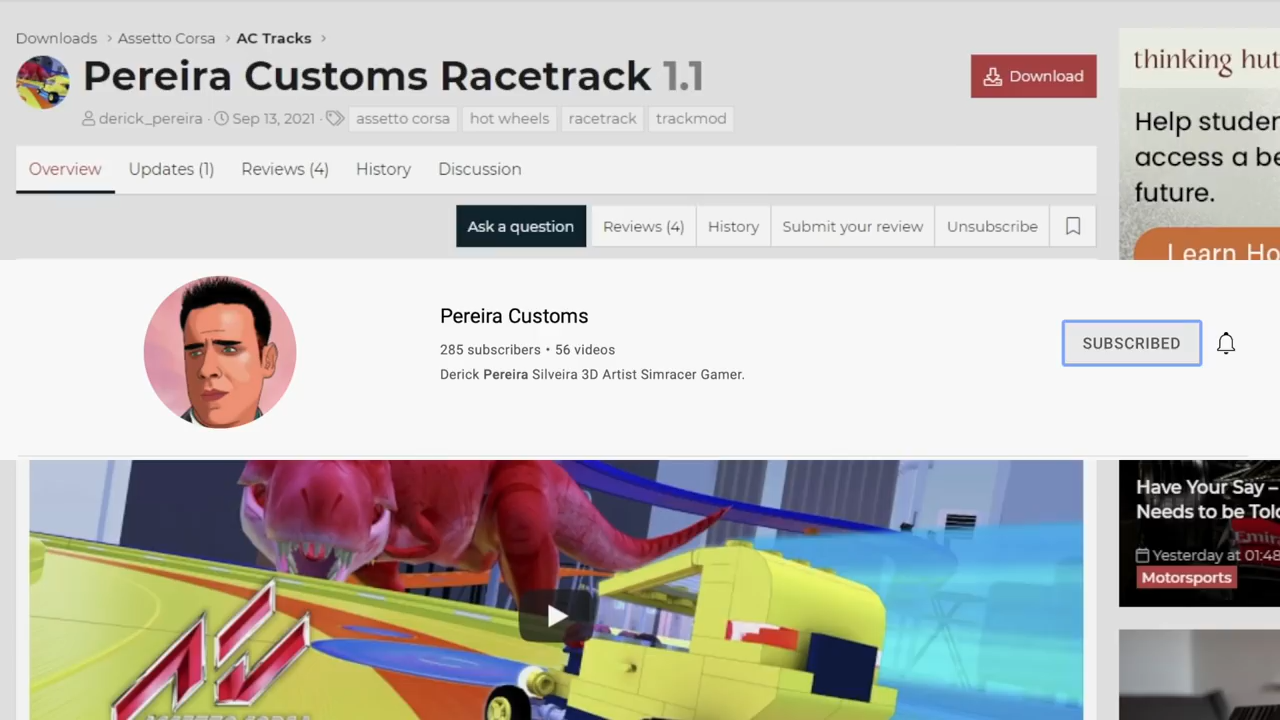 Downloads > Assetto Corsa > AC Tracks >
Pereira Customs Racetrack 1.1
Download
derick_pereira · Sep 13, 2021 · assetto corsa hot wheels racetrack trackmod
Overview Updates (1) Reviews (4) History Discussion
Ask a question Reviews (4) History Submit your review Unsubscribe
thinking hut
Help studen
access a be
future.
Learn Ho
Pereira Customs
285 subscribers • 56 videos
Derick Pereira Silveira 3D Artist Simracer Gamer.
SUBSCRIBED
Have Your Say –
Needs to be Tol
Yesterday at 01:48
Motorsports